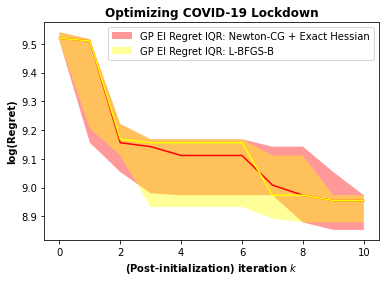 Optimizing COVID-19 Lockdown
GP EI Regret IQR: Newton-CG + Exact Hessian
GP EI Regret IQR: L-BFGS-B
log(Regret)
9.5
9.4
9.3
9.2
9.1
9.0
8.9
0 2 4 6 8 10
(Post-initialization) iteration k